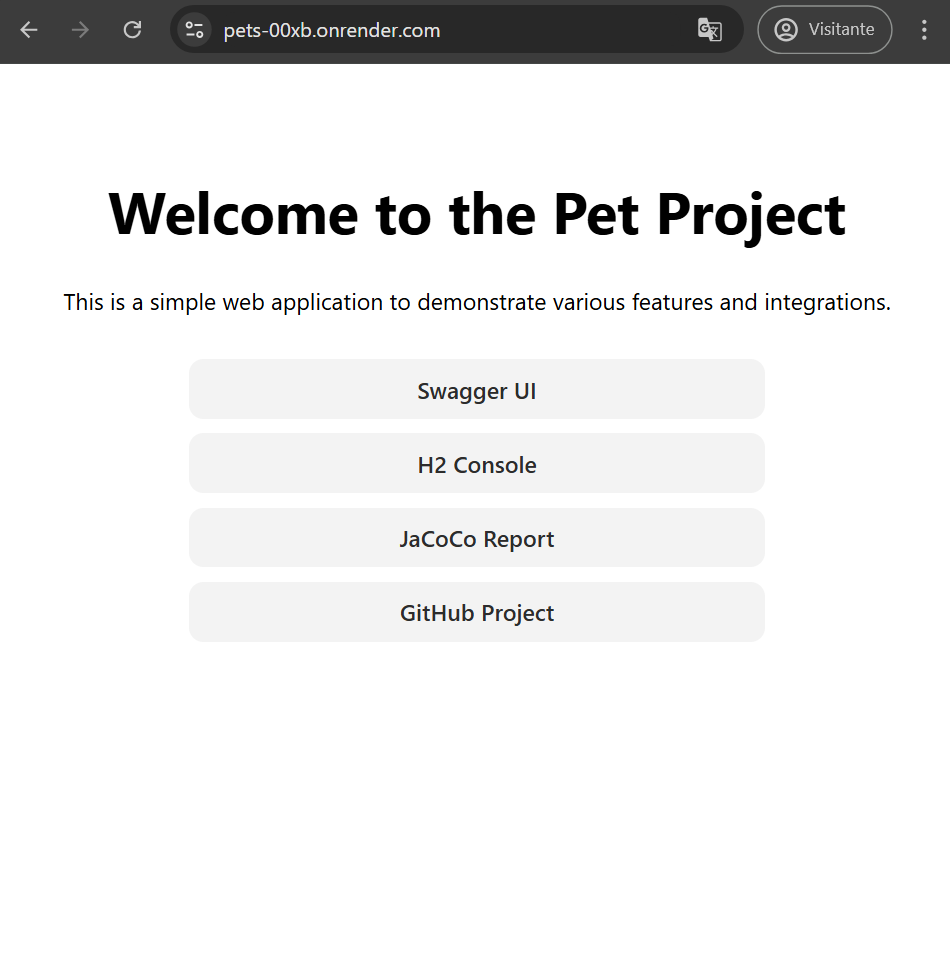 pets-00xb.onrender.com
Visitante
Welcome to the Pet Project
This is a simple web application to demonstrate various features and integrations.
Swagger UI
H2 Console
JaCoCo Report
GitHub Project